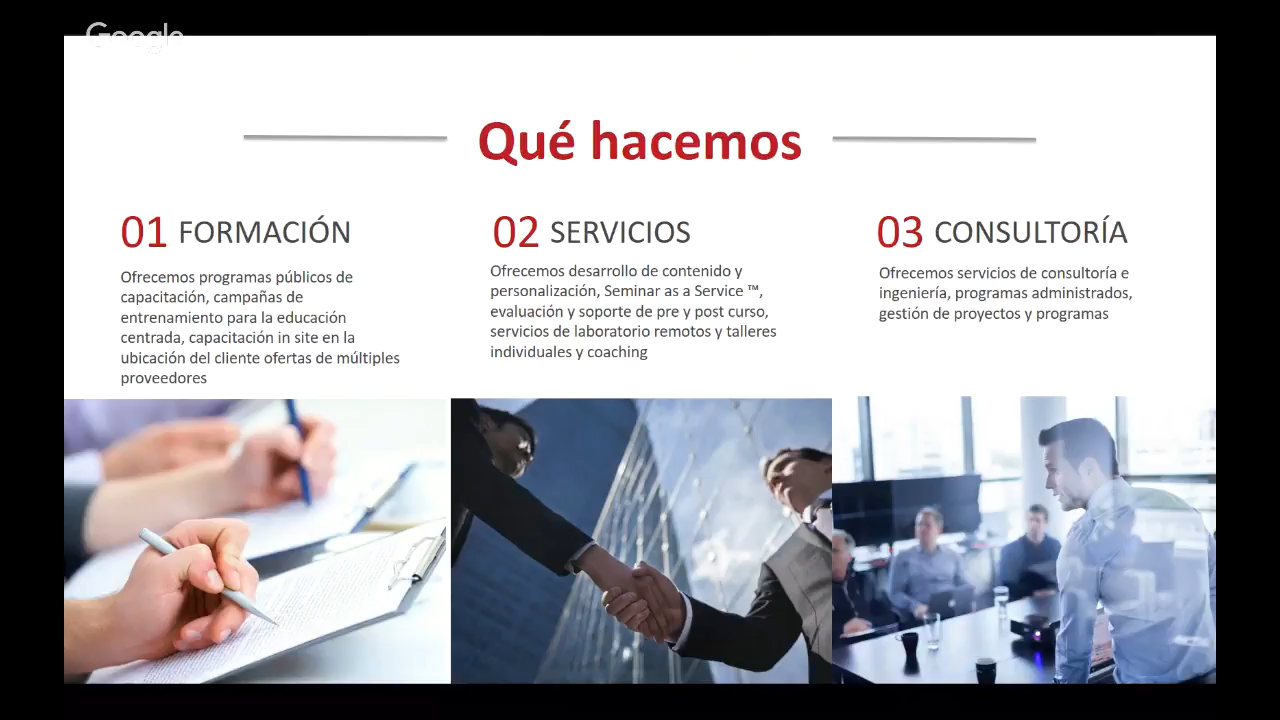 Google
Qué hacemos
01 FORMACIÓN
Ofrecemos programas públicos de
capacitación, campañas de
entrenamiento para la educación
centrada, capacitación in site en la
ubicación del cliente ofertas de múltiples
proveedores
02 SERVICIOS
Ofrecemos desarrollo de contenido y
personalización, Seminar as a Service ™,
evaluación y soporte de pre y post curso,
servicios de laboratorio remotos y talleres
individuales y coaching
03 CONSULTORÍA
Ofrecemos servicios de consultoría e
ingeniería, programas administrados,
gestión de proyectos y programas